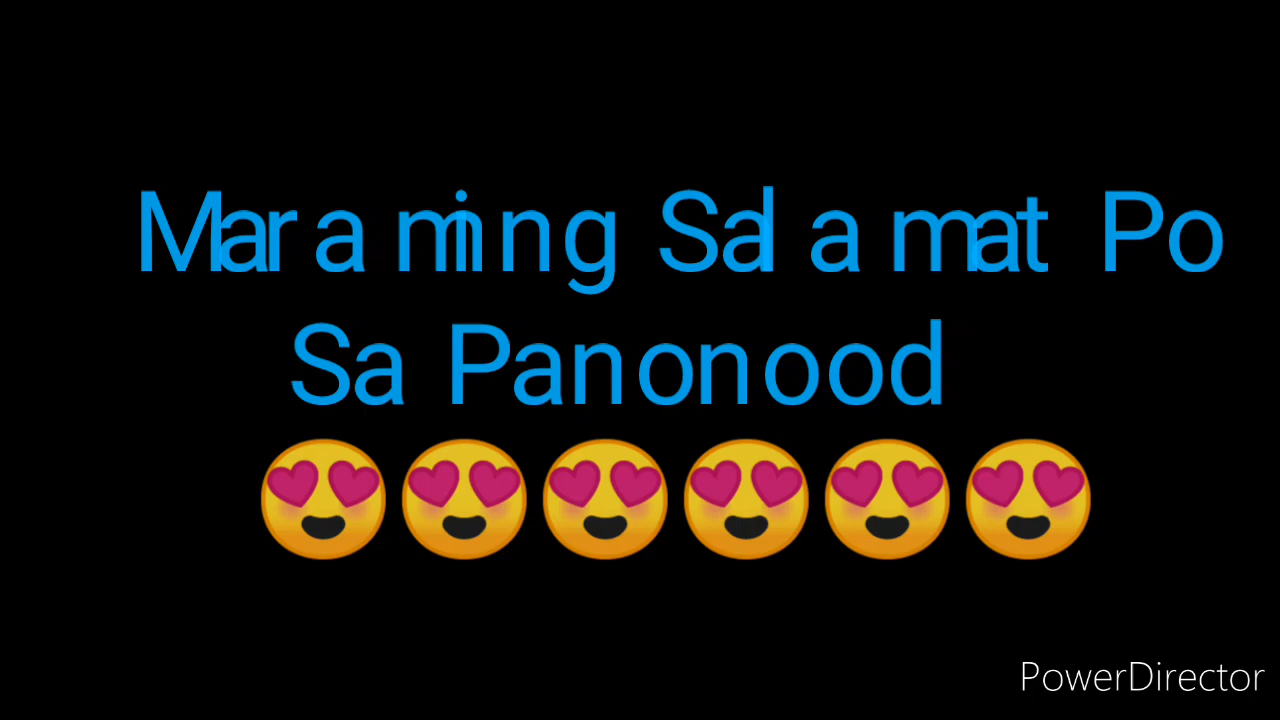 Maraming Salamat Po
Sa Panonood
😍😍😍😍😍😍
PowerDirector